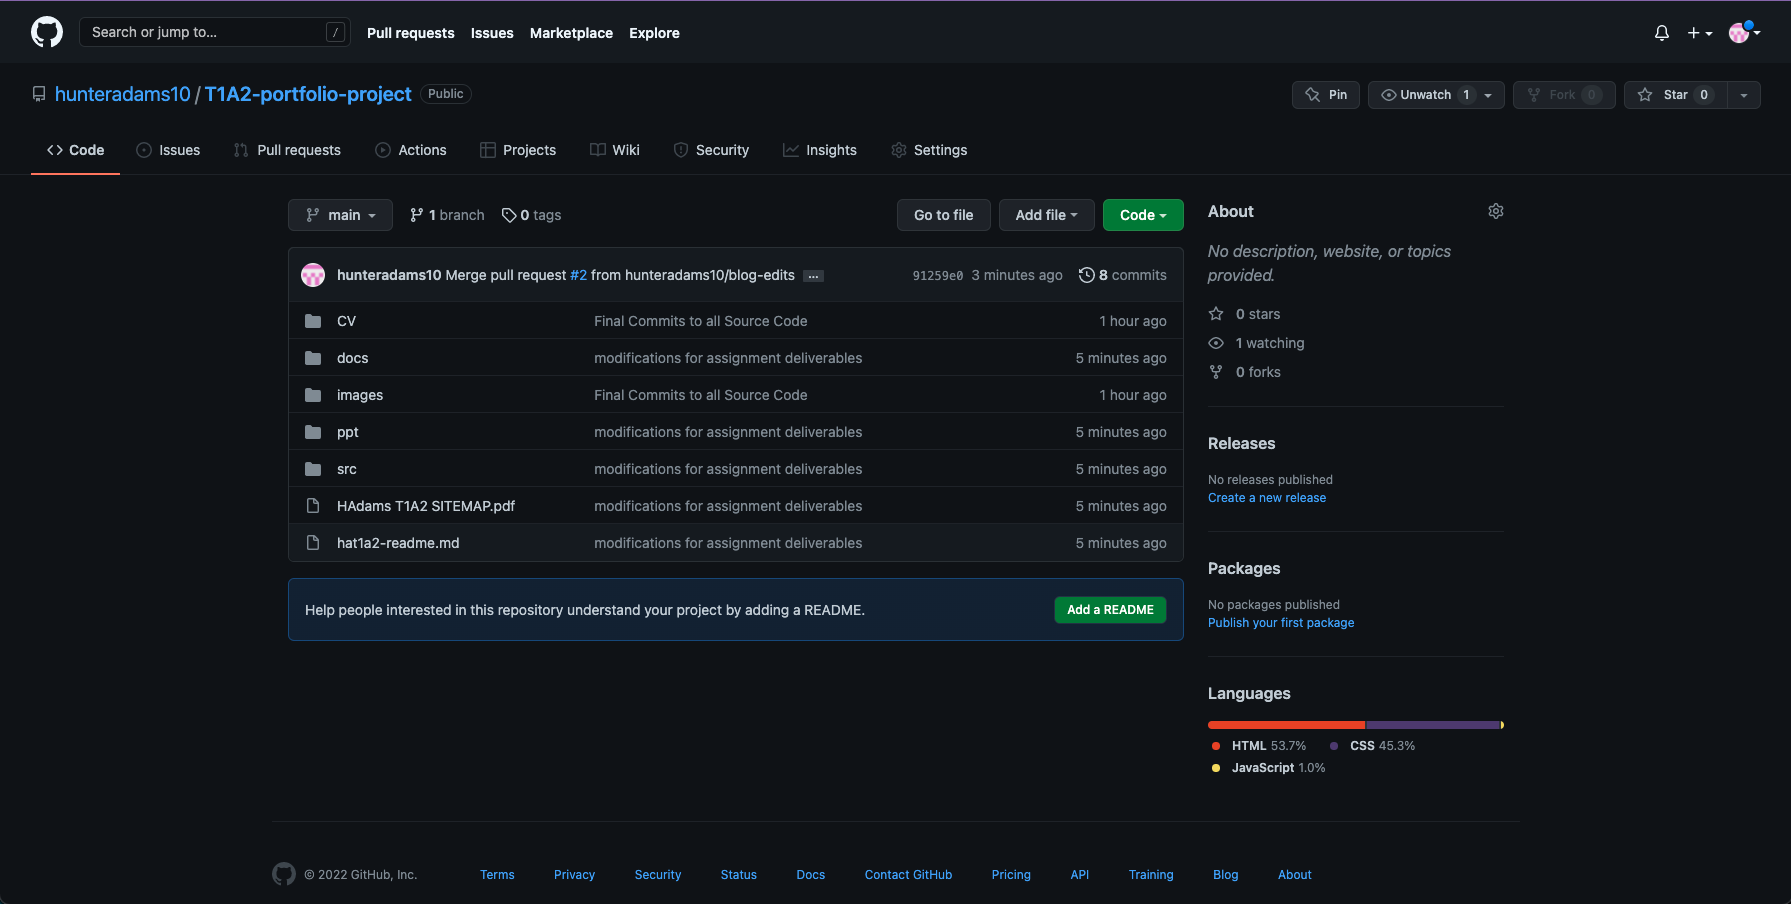 Search or jump to... /
Pull requests Issues Marketplace Explore
hunteradams10 / T1A2-portfolio-project Public
Pin Unwatch 1 Fork 0 Star 0
Code Issues Pull requests Actions Projects Wiki Security Insights Settings
main 1 branch 0 tags Go to file Add file Code
hunteradams10 Merge pull request #2 from hunteradams10/blog-edits ... 91259e0 3 minutes ago 8 commits
CV Final Commits to all Source Code 1 hour ago
docs modifications for assignment deliverables 5 minutes ago
images Final Commits to all Source Code 1 hour ago
ppt modifications for assignment deliverables 5 minutes ago
src modifications for assignment deliverables 5 minutes ago
HAdams T1A2 SITEMAP.pdf modifications for assignment deliverables 5 minutes ago
hat1a2-readme.md modifications for assignment deliverables 5 minutes ago
Help people interested in this repository understand your project by adding a README. Add a README
About
No description, website, or topics
provided.
0 stars
1 watching
0 forks
Releases
No releases published
Create a new release
Packages
No packages published
Publish your first package
Languages
HTML 53.7% CSS 45.3%
JavaScript 1.0%
© 2022 GitHub, Inc. Terms Privacy Security Status Docs Contact GitHub Pricing API Training Blog About